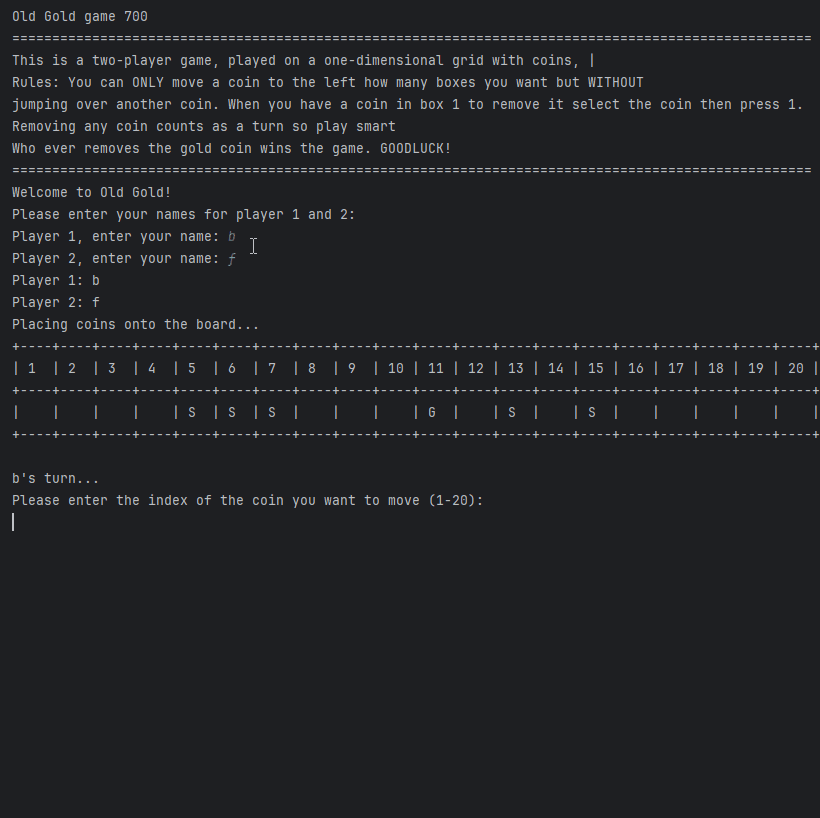 Old Gold game 700
====================================================================================================
This is a two-player game, played on a one-dimensional grid with coins, |
Rules: You can ONLY move a coin to the left how many boxes you want but WITHOUT
jumping over another coin. When you have a coin in box 1 to remove it select the coin then press 1.
Removing any coin counts as a turn so play smart
Who ever removes the gold coin wins the game. GOODLUCK!
====================================================================================================
Welcome to Old Gold!
Please enter your names for player 1 and 2:
Player 1, enter your name: b
Player 2, enter your name: f
Player 1: b
Player 2: f
Placing coins onto the board...
+----+----+----+----+----+----+----+----+----+----+----+----+----+----+----+----+----+----+----+----+
| 1  | 2  | 3  | 4  | 5  | 6  | 7  | 8  | 9  | 10 | 11 | 12 | 13 | 14 | 15 | 16 | 17 | 18 | 19 | 20 |
+----+----+----+----+----+----+----+----+----+----+----+----+----+----+----+----+----+----+----+----+
|    |    |    |    | S  | S  | S  |    |    |    | G  |    | S  |    | S  |    |    |    |    |    |
+----+----+----+----+----+----+----+----+----+----+----+----+----+----+----+----+----+----+----+----+
b's turn...
Please enter the index of the coin you want to move (1-20):